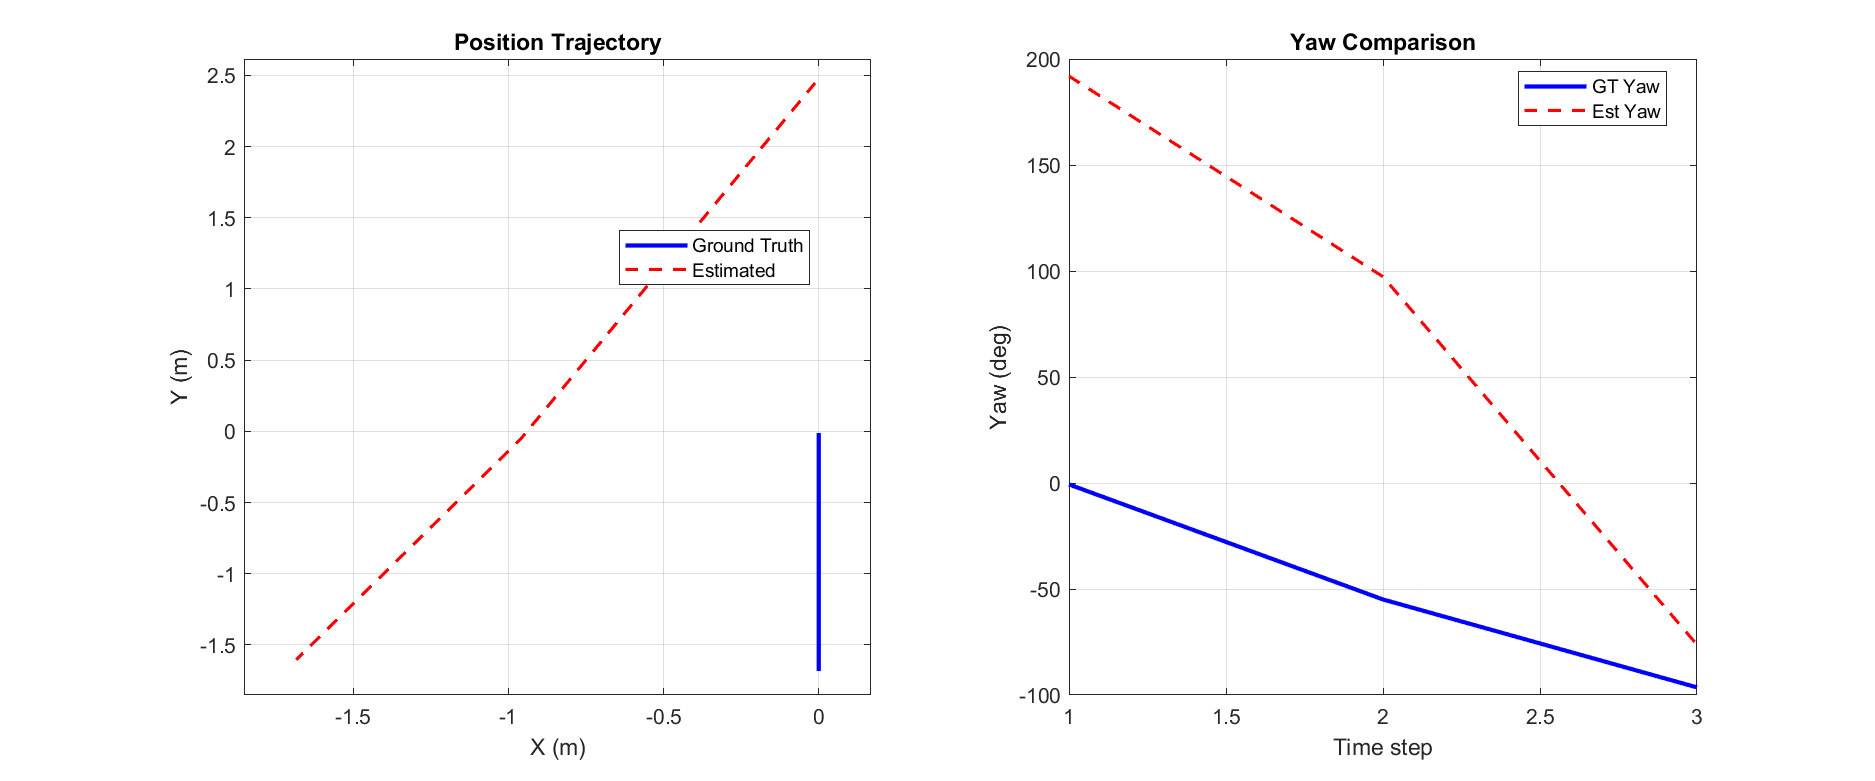 Position Trajectory
2.5
2
1.5
1
0.5
0
-0.5
-1
-1.5
Y (m)
Ground Truth
Estimated
-1.5
-1
-0.5
0
X (m)
Yaw Comparison
200
150
100
50
0
-50
-100
Yaw (deg)
GT Yaw
Est Yaw
1
1.5
2
2.5
3
Time step